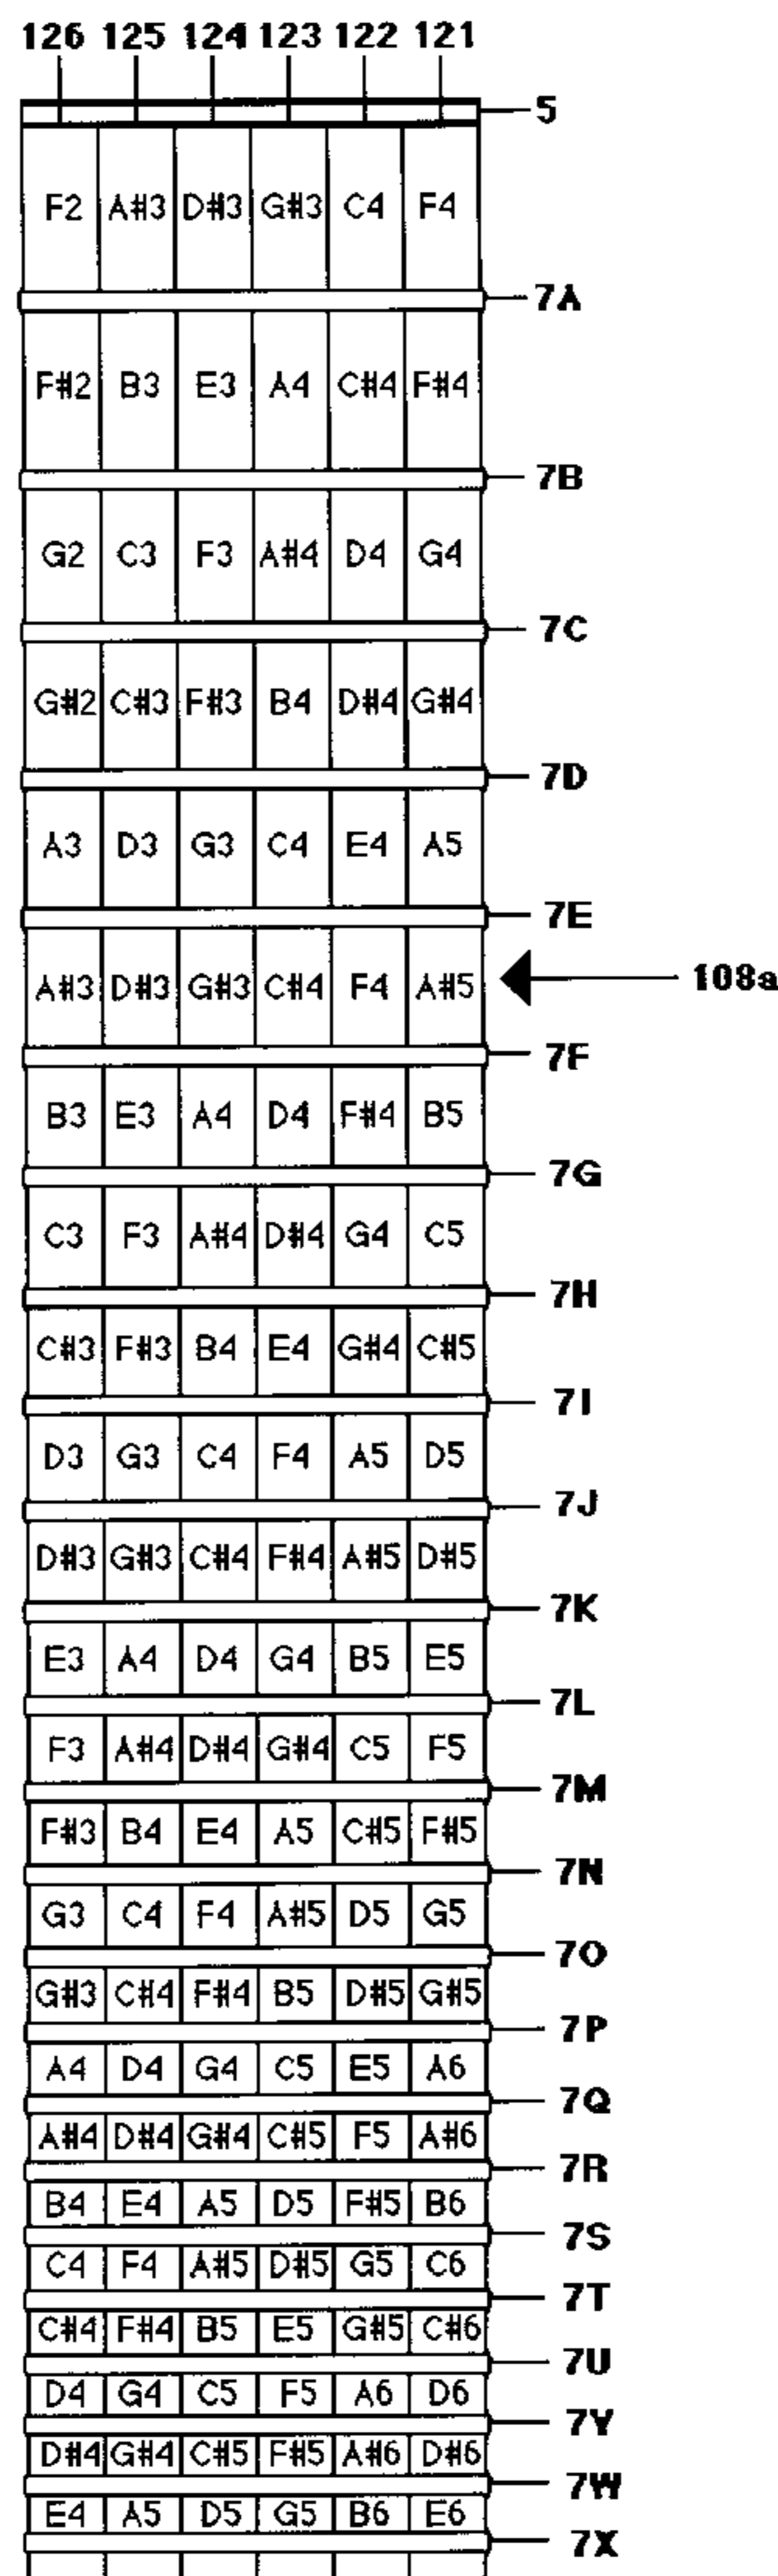 126 125 124 123 122 121
5
F2 A#3 D#3 G#3 C4 F4
7A
F#2 B3 E3 A4 C#4 F#4
7B
G2 C3 F3 A#4 D4 G4
7C
G#2 C#3 F#3 B4 D#4 G#4
7D
A3 D3 G3 C4 E4 A5
7E
A#3 D#3 G#3 C#4 F4 A#5 108a
7F
B3 E3 A4 D4 F#4 B5
7G
C3 F3 A#4 D#4 G4 C5
7H
C#3 F#3 B4 E4 G#4 C#5
7I
D3 G3 C4 F4 A5 D5
7J
D#3 G#3 C#4 F#4 A#5 D#5
7K
E3 A4 D4 G4 B5 E5
7L
F3 A#4 D#4 G#4 C5 F5
7M
F#3 B4 E4 A5 C#5 F#5
7N
G3 C4 F4 A#5 D5 G5
7O
G#3 C#4 F#4 B5 D#5 G#5
7P
A4 D4 G4 C5 E5 A6
7Q
A#4 D#4 G#4 C#5 F5 A#6
7R
B4 E4 A5 D5 F#5 B6
7S
C4 F4 A#5 D#5 G5 C6
7T
C#4 F#4 B5 E5 G#5 C#6
7U
D4 G4 C5 F5 A6 D6
7V
D#4 G#4 C#5 F#5 A#6 D#6
7W
E4 A5 D5 G5 B6 E6
7X